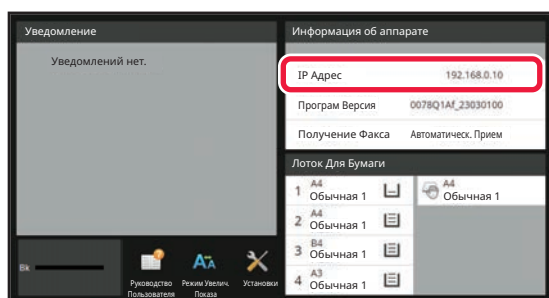 Уведомление
Уведомлений нет.
Информация об аппарате
IP Адрес 192.168.0.10
Програм Версия 0078Q1Af_23030100
Получение Факса Автоматическ. Прием
Лоток Для Бумаги
1 A4 Обычная 1
A4 Обычная 1
2 A4 Обычная 1
3 B4 Обычная 1
4 A3 Обычная 1
Bk
Руководство Пользователя
Режим Увелич. Показа
Установки